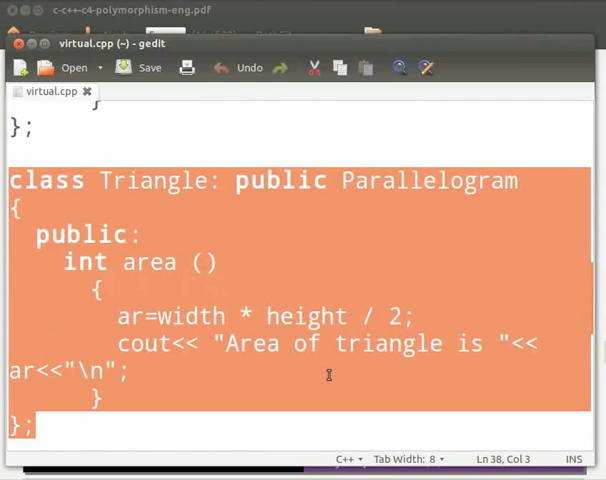 c-c++-c4-polymorphism-eng.pdf
virtual.cpp (~) - gedit
Open Save Undo
virtual.cpp
}
};
class Triangle: public Parallelogram
{
public:
int area ()
{
ar=width * height / 2;
cout<< "Area of triangle is "<<
ar<<"\n";
}
};
C++ Tab Width: 8 Ln 38, Col 3 INS